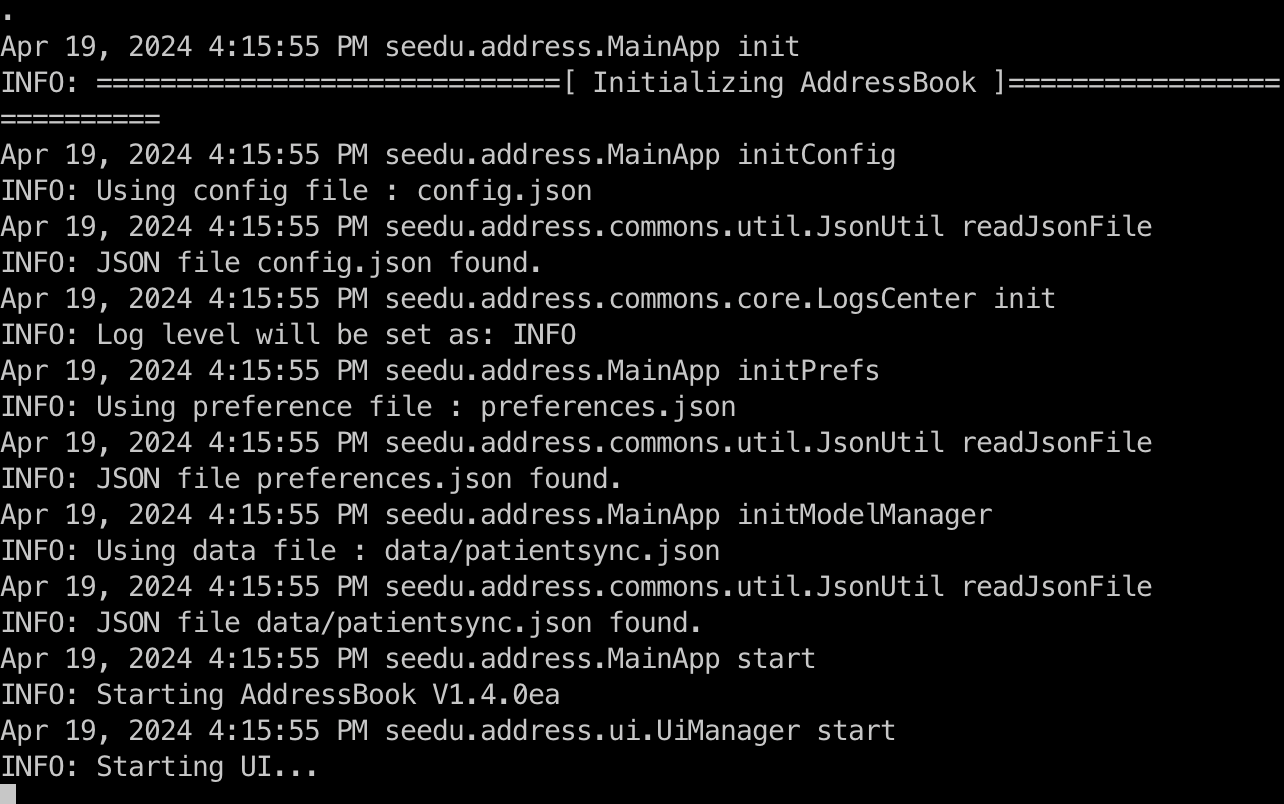 .
Apr 19, 2024 4:15:55 PM seedu.address.MainApp init
INFO: =============================[ Initializing AddressBook ]=================
==========
Apr 19, 2024 4:15:55 PM seedu.address.MainApp initConfig
INFO: Using config file : config.json
Apr 19, 2024 4:15:55 PM seedu.address.commons.util.JsonUtil readJsonFile
INFO: JSON file config.json found.
Apr 19, 2024 4:15:55 PM seedu.address.commons.core.LogsCenter init
INFO: Log level will be set as: INFO
Apr 19, 2024 4:15:55 PM seedu.address.MainApp initPrefs
INFO: Using preference file : preferences.json
Apr 19, 2024 4:15:55 PM seedu.address.commons.util.JsonUtil readJsonFile
INFO: JSON file preferences.json found.
Apr 19, 2024 4:15:55 PM seedu.address.MainApp initModelManager
INFO: Using data file : data/patientsync.json
Apr 19, 2024 4:15:55 PM seedu.address.commons.util.JsonUtil readJsonFile
INFO: JSON file data/patientsync.json found.
Apr 19, 2024 4:15:55 PM seedu.address.MainApp start
INFO: Starting AddressBook V1.4.0ea
Apr 19, 2024 4:15:55 PM seedu.address.ui.UiManager start
INFO: Starting UI...